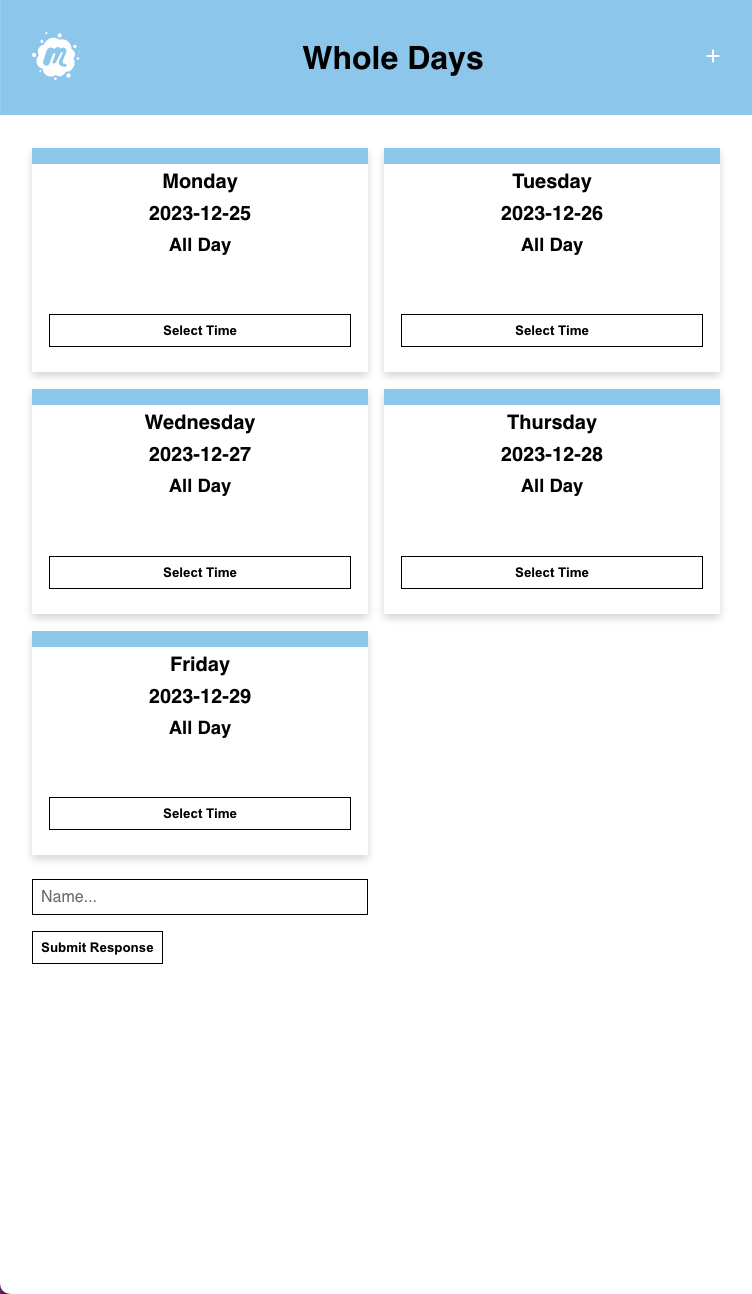 m
Whole Days
+
Monday
2023-12-25
All Day
Select Time
Tuesday
2023-12-26
All Day
Select Time
Wednesday
2023-12-27
All Day
Select Time
Thursday
2023-12-28
All Day
Select Time
Friday
2023-12-29
All Day
Select Time
Name...
Submit Response